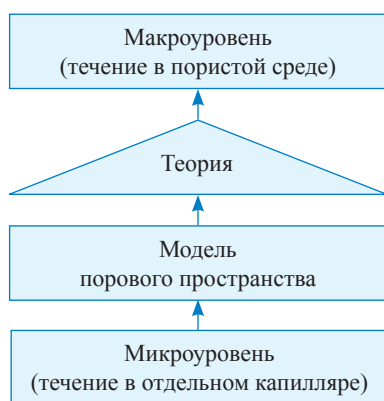 Макроуровень
(течение в пористой среде)
Теория
Модель
порового пространства
Микроуровень
(течение в отдельном капилляре)